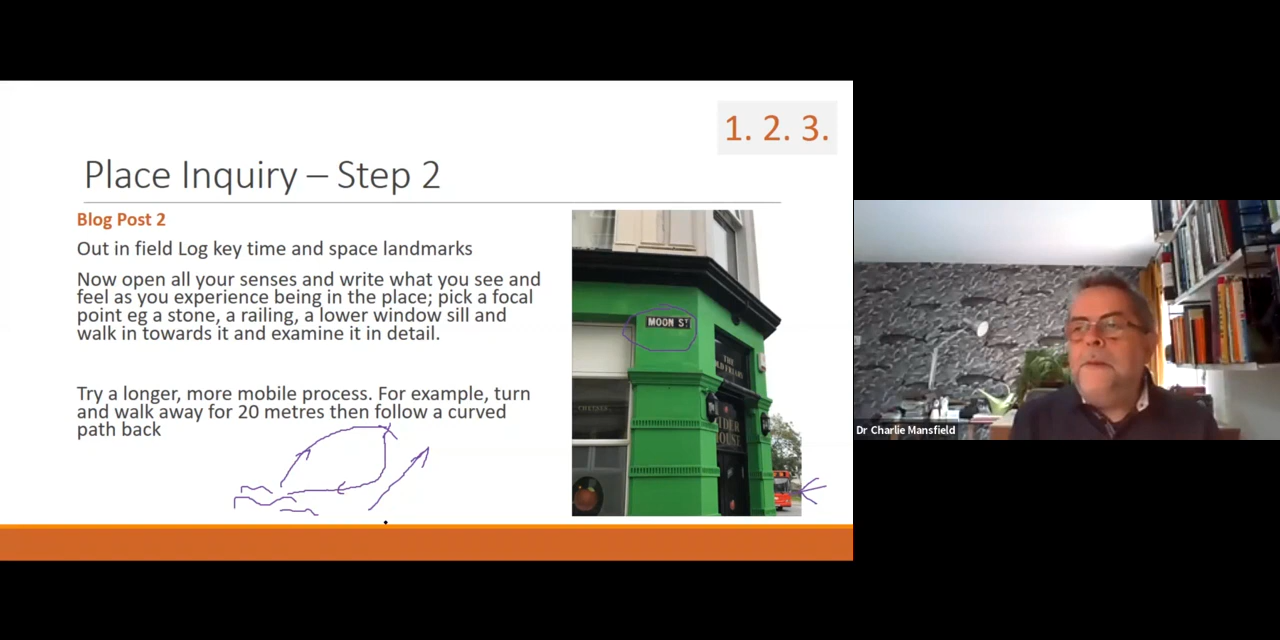 1. 2. 3.
Place Inquiry – Step 2
Blog Post 2
Out in field Log key time and space landmarks
Now open all your senses and write what you see and
feel as you experience being in the place; pick a focal
point eg a stone, a railing, a lower window sill and
walk in towards it and examine it in detail.
Try a longer, more mobile process. For example, turn
and walk away for 20 metres then follow a curved
path back
MOON ST
THE
HOUSE
Dr Charlie Mansfield